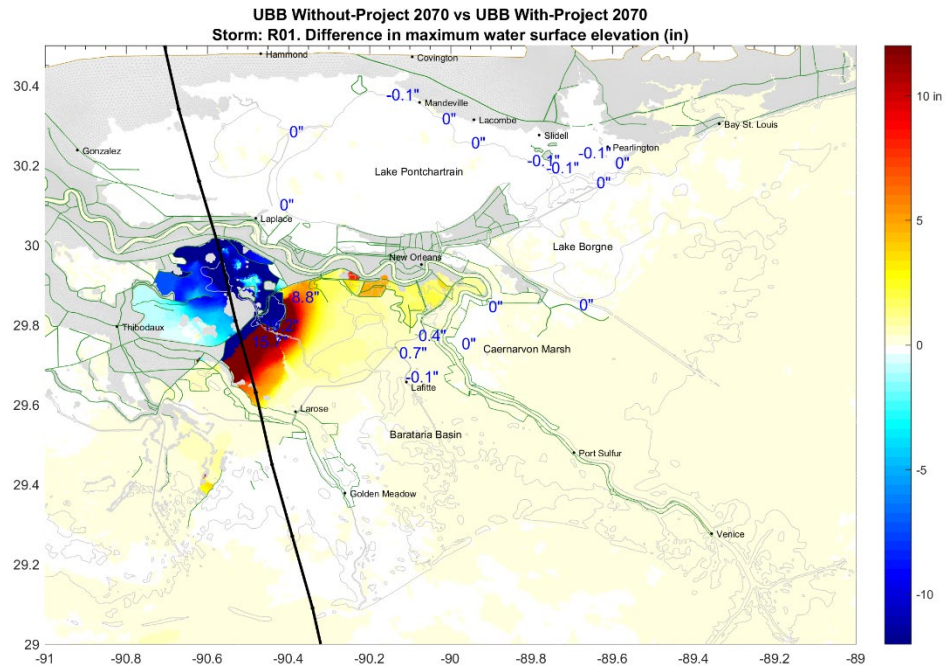 UBB Without-Project 2070 vs UBB With-Project 2070
Storm: R01. Difference in maximum water surface elevation (in)
Hammond
Covington
30.4
10 in
-0.1"
Mandeville
0"
Lacombe
0"
0"
Slidell
Bay St. Louis
Gonzalez
-0.1"
Pearlington
-0.1"
0"
-0.1"
30.2
Lake Pontchartrain
0"
5
0"
Laplace
30
New Orleans
Lake Borgne
8.8"
0"
0"
0
29.8
Thibodaux
0.4"
0"
Caernarvon Marsh
0.7"
-0.1"
Lafitte
29.6
Larose
Barataria Basin
-5
Port Sulfur
29.4
Golden Meadow
Venice
29.2
-10
29
-91
-90.8
-90.6
-90.4
-90.2
-90
-89.8
-89.6
-89.4
-89.2
-89